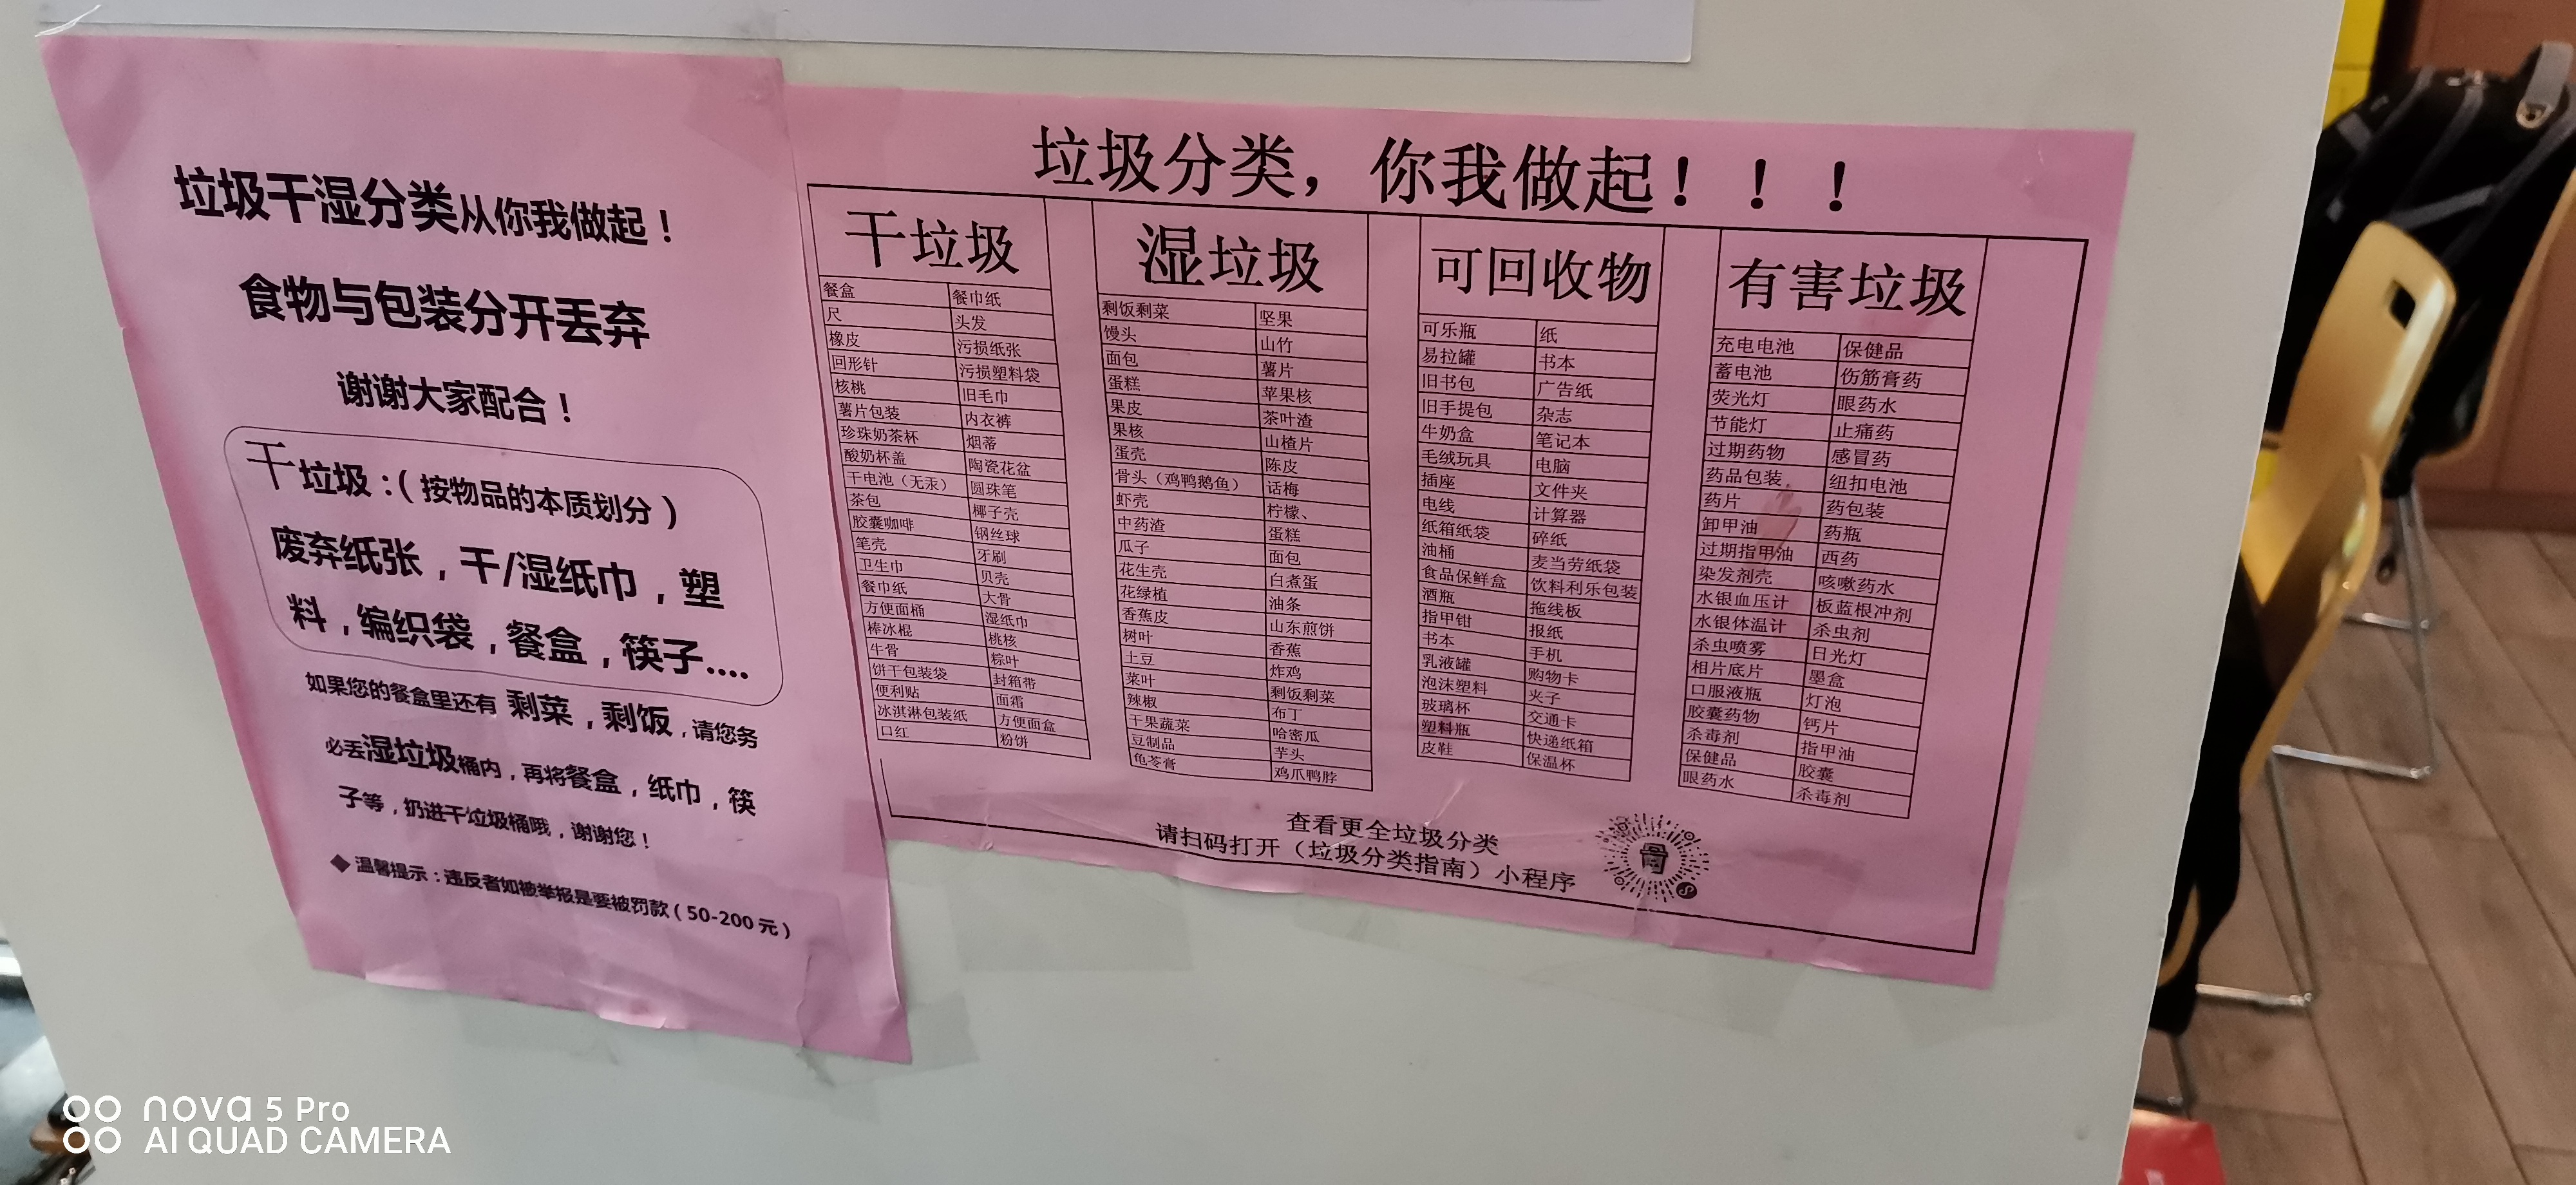 垃圾干湿分类从你我做起！
食物与包装分开丢弃
谢谢大家配合！
干垃圾：（按物品的本质划分）
废弃纸张，干/湿纸巾，塑
料，编织袋，餐盒，筷子....
如果您的餐盒里还有 剩菜，剩饭，请您务
必丢湿垃圾桶内，再将餐盒，纸巾，筷
子等，扔进干垃圾桶哦，谢谢您！
◆ 温馨提示：违反者如被举报是要被罚款（50-200元）
垃圾分类，你我做起！！！
干垃圾
餐盒 餐巾纸
尺 头发
橡皮 污损纸张
回形针 污损塑料袋
核桃 旧毛巾
薯片包装 内衣裤
珍珠奶茶杯 烟蒂
酸奶杯盖 陶瓷花盆
干电池（无汞） 圆珠笔
茶包 椰子壳
胶囊咖啡 钢丝球
笔壳 牙刷
卫生巾 贝壳
餐巾纸 大骨
方便面桶 湿纸巾
棒冰棍 桃核
牛骨 粽叶
饼干包装袋 封箱带
便利贴 面霜
冰淇淋包装纸 方便面盒
口红 粉饼
湿垃圾
剩饭剩菜 坚果
馒头 山竹
面包 薯片
蛋糕 苹果核
果皮 茶叶渣
果核 山楂片
蛋壳 陈皮
骨头（鸡鸭鹅鱼） 话梅
虾壳 柠檬、
中药渣 蛋糕
瓜子 面包
花生壳 白煮蛋
花绿植 油条
香蕉皮 山东煎饼
树叶 香蕉
土豆 炸鸡
菜叶 剩饭剩菜
辣椒 布丁
干果蔬菜 哈密瓜
豆制品 芋头
龟苓膏 鸡爪鸭脖
可回收物
可乐瓶 纸
易拉罐 书本
旧书包 广告纸
旧手提包 杂志
牛奶盒 笔记本
毛绒玩具 电脑
插座 文件夹
电线 计算器
纸箱纸袋 碎纸
油桶 麦当劳纸袋
食品保鲜盒 饮料利乐包装
酒瓶 拖线板
指甲钳 报纸
书本 手机
乳液罐 购物卡
泡沫塑料 夹子
玻璃杯 交通卡
塑料瓶 快递纸箱
皮鞋 保温杯
有害垃圾
充电电池 保健品
蓄电池 伤筋膏药
荧光灯 眼药水
节能灯 止痛药
过期药物 感冒药
药品包装 纽扣电池
药片 药包装
卸甲油 药瓶
过期指甲油 西药
染发剂壳 咳嗽药水
水银血压计 板蓝根冲剂
水银体温计 杀虫剂
杀虫喷雾 日光灯
相片底片 墨盒
口服液瓶 灯泡
胶囊药物 钙片
杀毒剂 指甲油
保健品 胶囊
眼药水 杀毒剂
查看更全垃圾分类
请扫码打开（垃圾分类指南）小程序
nova 5 Pro
AI QUAD CAMERA